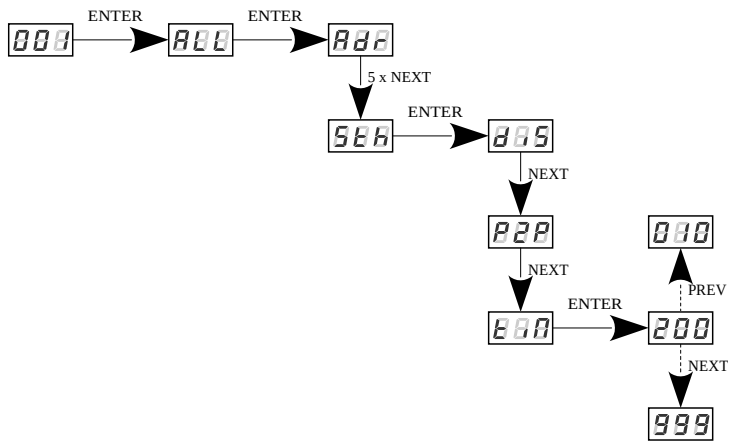 ENTER ENTER
001 ALL Adr
5 x NEXT
ENTER
Sth diS
NEXT
P2P 010
NEXT
PREV
ENTER
tiM 200
NEXT
999